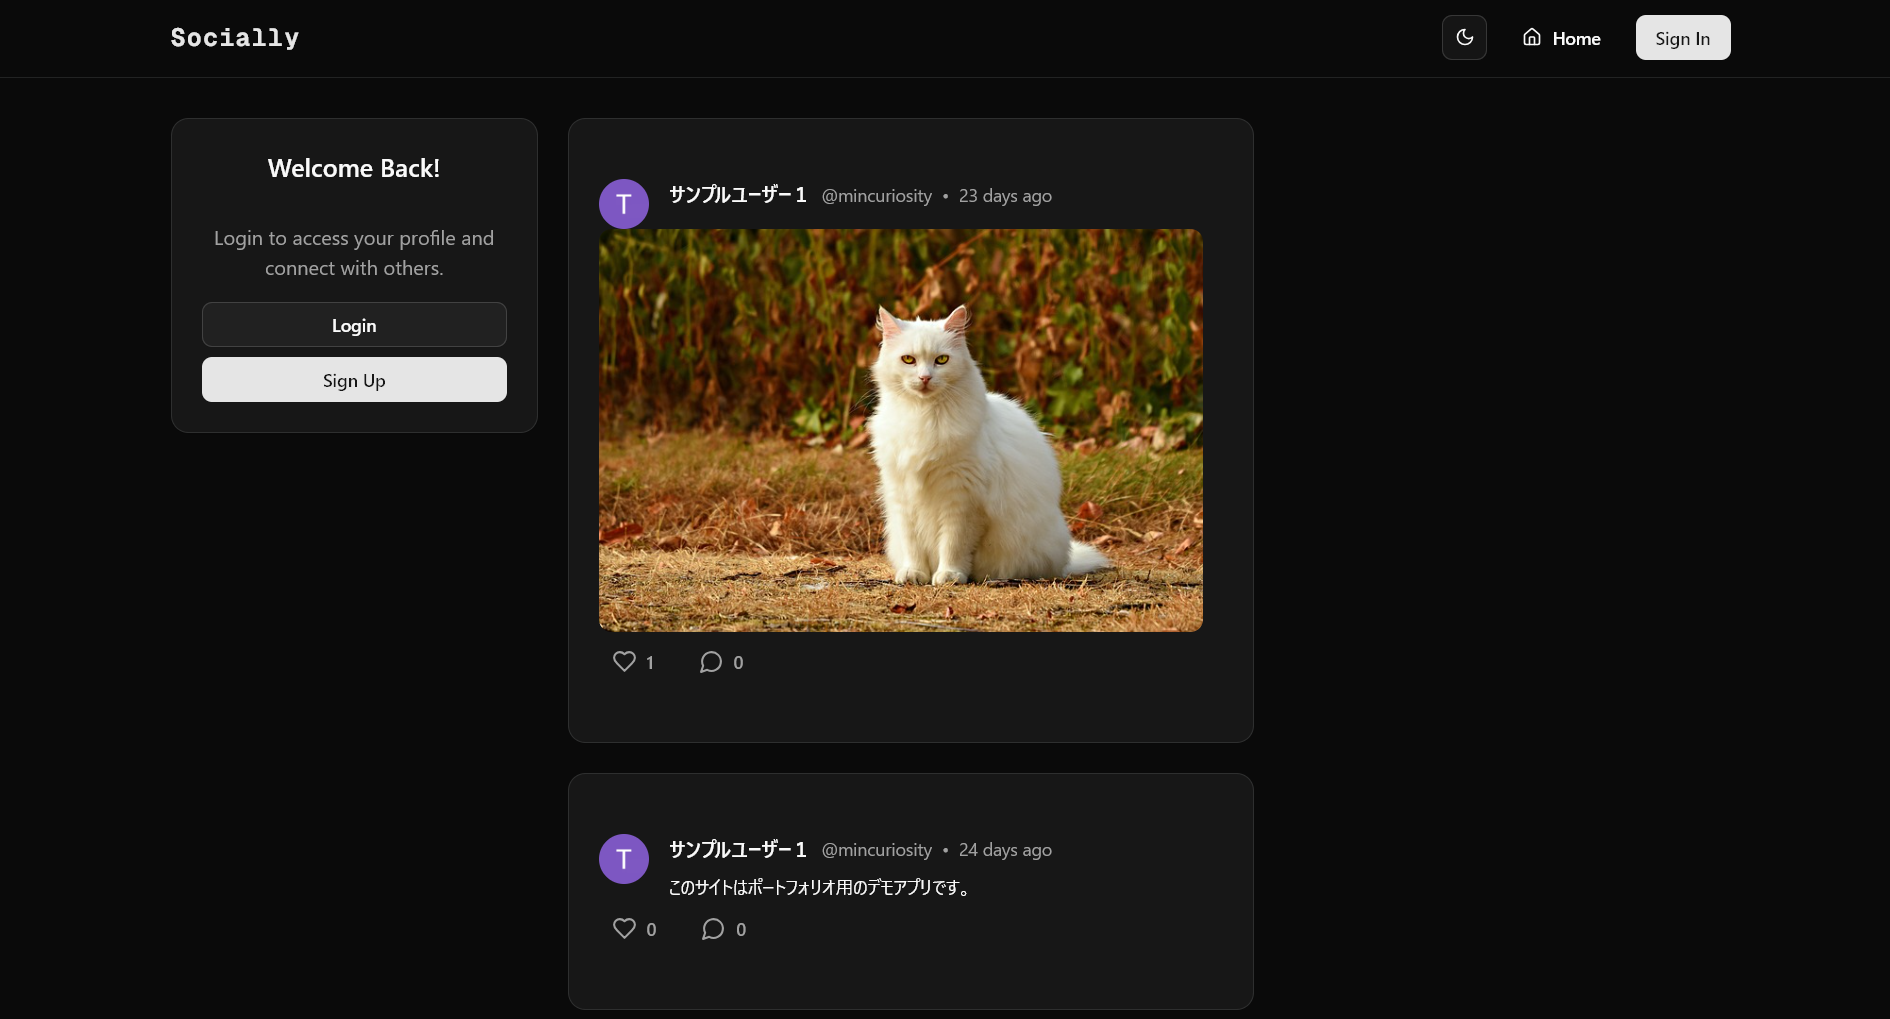 Socially
Home
Sign In
Welcome Back!
Login to access your profile and
connect with others.
Login
Sign Up
T
サンプルユーザー1 @mincuriosity • 23 days ago
1 0
T
サンプルユーザー1 @mincuriosity • 24 days ago
このサイトはポートフォリオ用のデモアプリです。
0 0